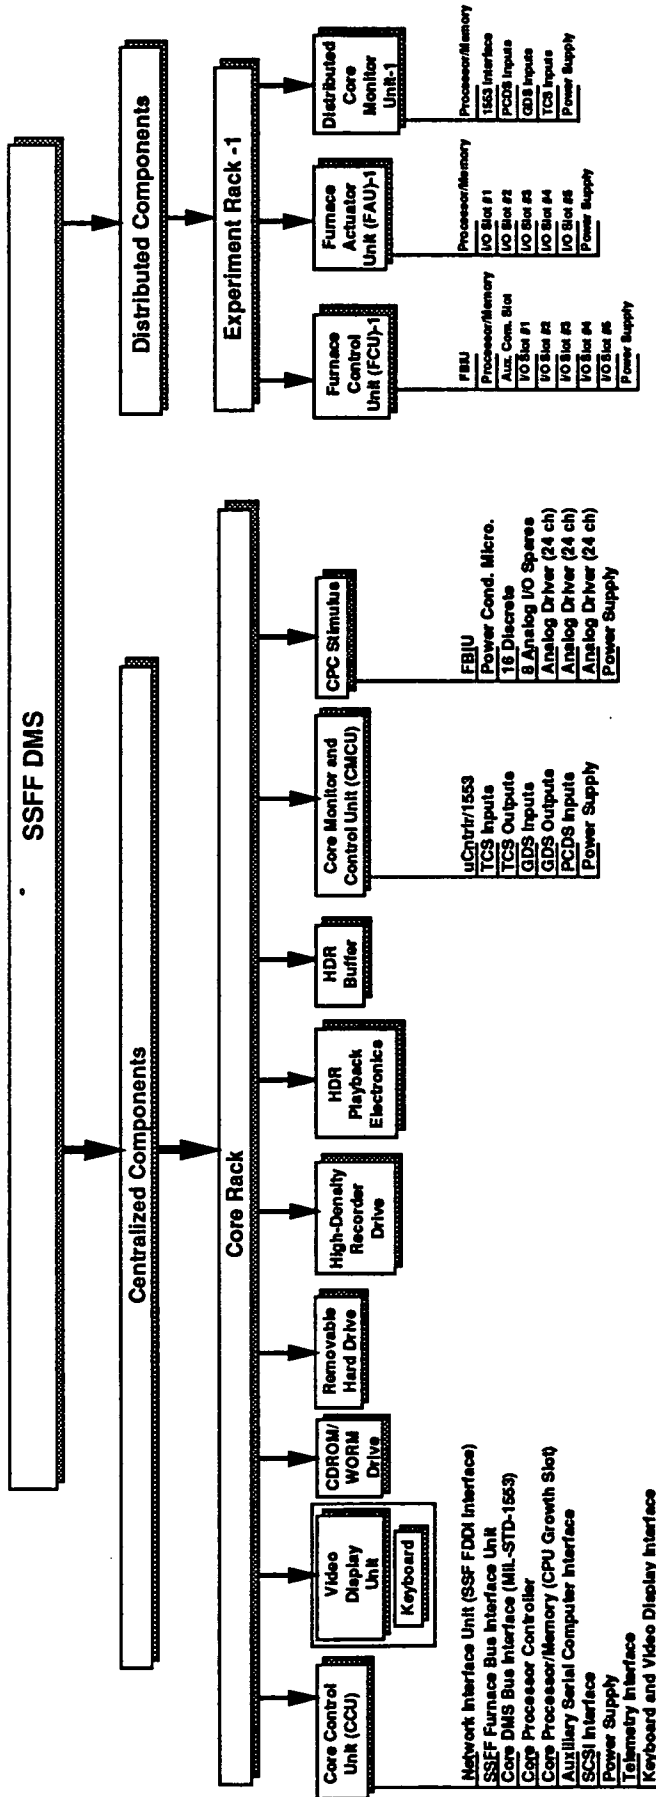 SSFF DMS
Centralized Components
Distributed Components
Core Rack
Experiment Rack -1
Core Control
Unit (CCU)
Video
Display
Unit
Keyboard
CDROM/
WORM
Drive
Removable
Hard Drive
High-Density
Recorder
Drive
HDR
Playback
Electronics
HDR
Buffer
Core Monitor and
Control Unit (CMCU)
CPC Stimulus
Furnace
Control
Unit (FCU)-1
Furnace
Actuator
Unit (FAU)-1
Distributed
Core
Monitor
Unit-1
Network Interface Unit (SSF FDDI Interface)
SSFF Furnace Bus Interface Unit
Core DMS Bus Interface (MIL-STD-1553)
Core Processor Controller
Core Processor/Memory (CPU Growth Slot)
Auxiliary Serial Computer Interface
SCSI Interface
Power Supply
Telemetry Interface
Keyboard and Video Display Interface
uCntrlr/1553
TCS Inputs
TCS Outputs
GDS Inputs
GDS Outputs
PCDS Inputs
Power Supply
FBIU
Power Cond. Micro.
16 Discrete
8 Analog I/O Spares
Analog Driver (24 ch)
Analog Driver (24 ch)
Analog Driver (24 ch)
Power Supply
FBIU
Processor/Memory
Aux. Com. Slot
I/O Slot #1
I/O Slot #2
I/O Slot #3
I/O Slot #4
I/O Slot #5
Power Supply
Processor/Memory
I/O Slot #1
I/O Slot #2
I/O Slot #3
I/O Slot #4
I/O Slot #5
Power Supply
Processor/Memory
1553 Interface
PCDS Inputs
GDS Inputs
TCS Inputs
Power Supply